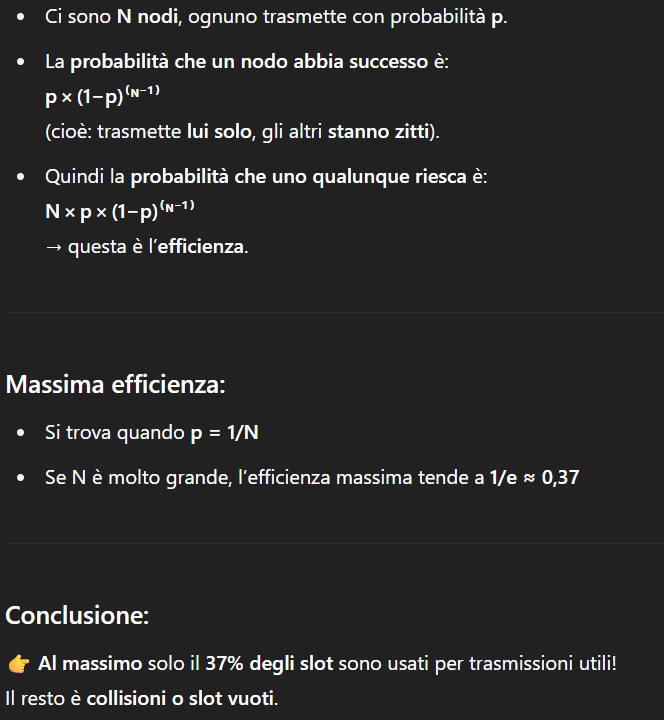 • Ci sono N nodi, ognuno trasmette con probabilità p.
• La probabilità che un nodo abbia successo è:
p × (1−p)⁽ᴺ⁻¹⁾
(cioè: trasmette lui solo, gli altri stanno zitti).
• Quindi la probabilità che uno qualunque riesca è:
N × p × (1−p)⁽ᴺ⁻¹⁾
→ questa è l’efficienza.
Massima efficienza:
• Si trova quando p = 1/N
• Se N è molto grande, l’efficienza massima tende a 1/e ≈ 0,37
Conclusione:
👉 Al massimo solo il 37% degli slot sono usati per trasmissioni utili!
Il resto è collisioni o slot vuoti.